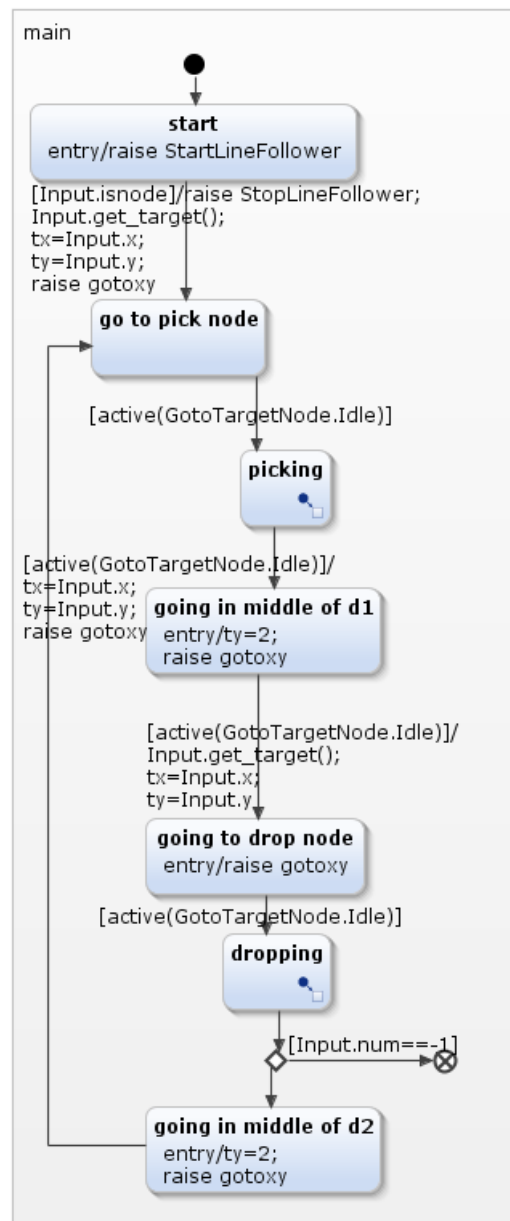 main
start
entry/raise StartLineFollower
[Input.isnode]/raise StopLineFollower;
Input.get_target();
tx=Input.x;
ty=Input.y;
raise gotoxy
go to pick node
[active(GotoTargetNode.Idle)]
picking
[active(GotoTargetNode.Idle)]/
tx=Input.x;
ty=Input.y;
raise gotoxy
going in middle of d1
entry/ty=2;
raise gotoxy
[active(GotoTargetNode.Idle)]/
Input.get_target();
tx=Input.x;
ty=Input.y
going to drop node
entry/raise gotoxy
[active(GotoTargetNode.Idle)]
dropping
[Input.num==-1]
going in middle of d2
entry/ty=2;
raise gotoxy